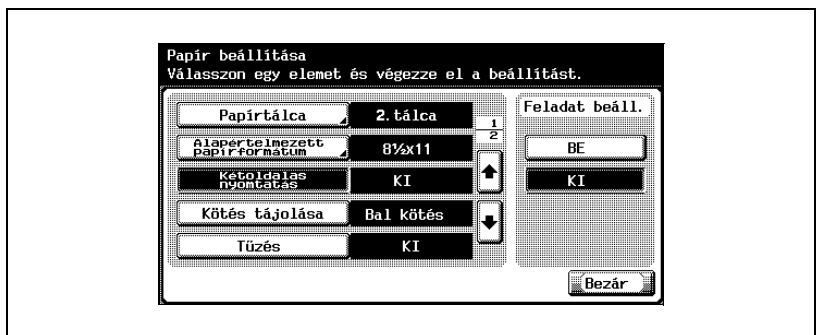 Papír beállítása
Válasszon egy elemet és végezze el a beállítást.
Papírtálca
2. tálca
1
2
Alapértelmezett
papírformátum
8½x11
Kétoldalas
nyomtatás
KI
Kötés tájolása
Bal kötés
Tűzés
KI
Feladat beáll.
BE
KI
Bezár